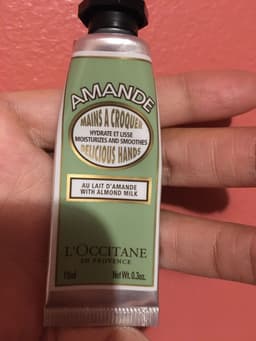 AMANDE
MAINS A CROQUER
HYDRATE ET LISSE
MOISTURIZES AND SMOOTHES
DELICIOUS HANDS
AU LAIT D'AMANDE
WITH ALMOND MILK
L'OCCITANE
EN PROVENCE
10ml Net Wt. 0.3oz.